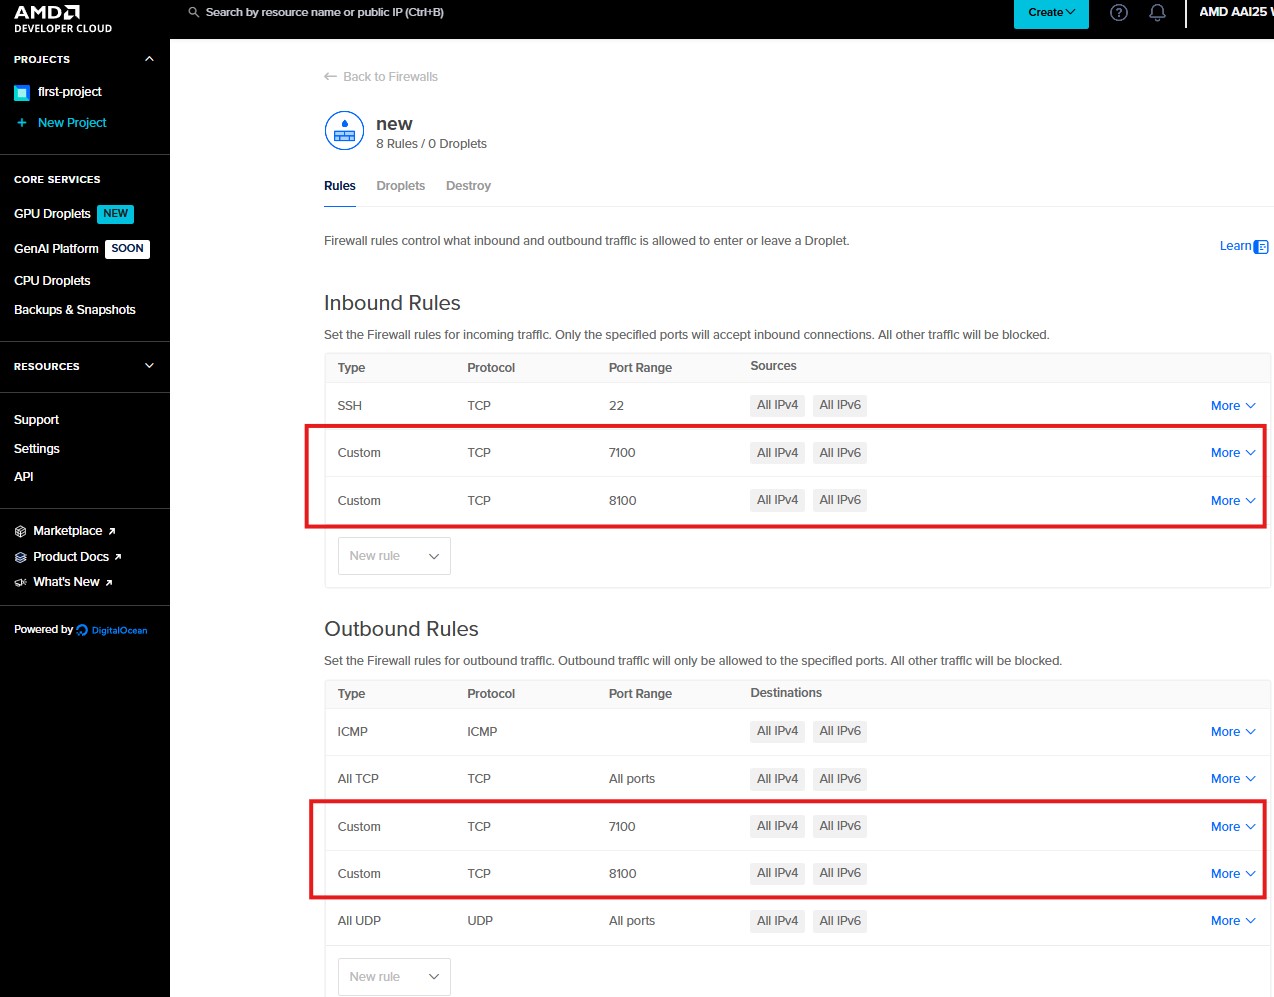 AMD
DEVELOPER CLOUD
Search by resource name or public IP (Ctrl+B)
Create
?
AMD AAI25
PROJECTS
first-project
+ New Project
CORE SERVICES
GPU Droplets NEW
GenAI Platform SOON
CPU Droplets
Backups & Snapshots
RESOURCES
Support
Settings
API
Marketplace ↗
Product Docs ↗
What's New ↗
Powered by DigitalOcean
← Back to Firewalls
new
8 Rules / 0 Droplets
Rules Droplets Destroy
Firewall rules control what inbound and outbound traffic is allowed to enter or leave a Droplet.
Learn
Inbound Rules
Set the Firewall rules for incoming traffic. Only the specified ports will accept inbound connections. All other traffic will be blocked.
Type Protocol Port Range Sources
SSH TCP 22 All IPv4 All IPv6 More
Custom TCP 7100 All IPv4 All IPv6 More
Custom TCP 8100 All IPv4 All IPv6 More
New rule
Outbound Rules
Set the Firewall rules for outbound traffic. Outbound traffic will only be allowed to the specified ports. All other traffic will be blocked.
Type Protocol Port Range Destinations
ICMP ICMP All IPv4 All IPv6 More
All TCP TCP All ports All IPv4 All IPv6 More
Custom TCP 7100 All IPv4 All IPv6 More
Custom TCP 8100 All IPv4 All IPv6 More
All UDP UDP All ports All IPv4 All IPv6 More
New rule